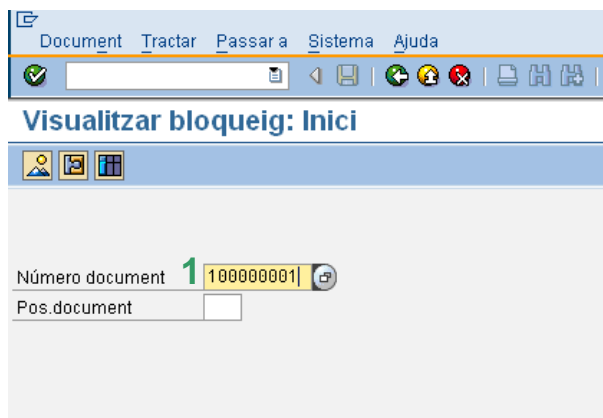 Document Tractar Passar a Sistema Ajuda
Visualitzar bloqueig: Inici
Número document 1 100000001
Pos.document